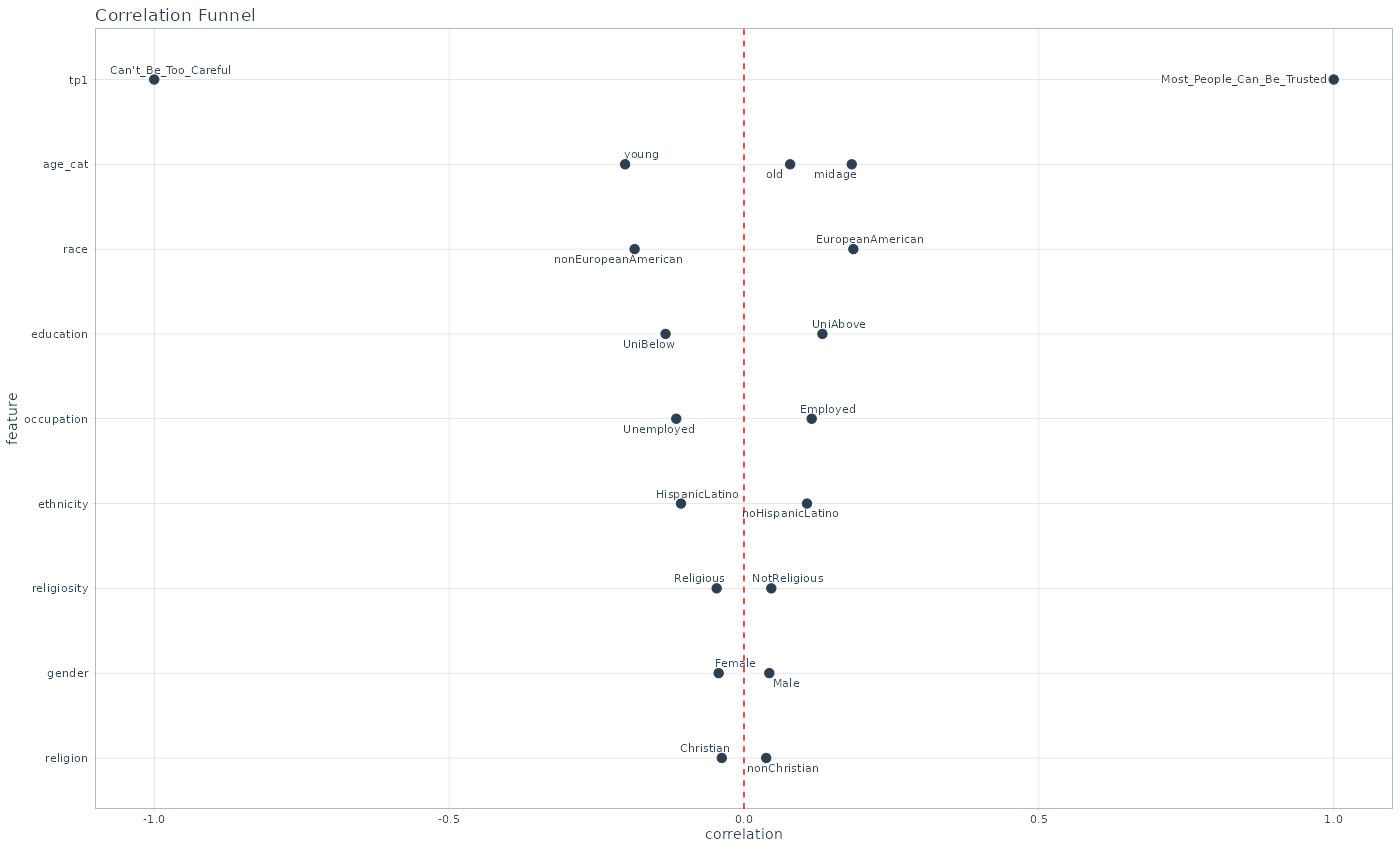 Correlation Funnel
tp1
Can't_Be_Too_Careful
Most_People_Can_Be_Trusted
age_cat
young
old
midage
race
nonEuropeanAmerican
EuropeanAmerican
education
UniBelow
UniAbove
occupation
Unemployed
Employed
ethnicity
HispanicLatino
noHispanicLatino
religiosity
Religious
NotReligious
gender
Female
Male
religion
Christian
nonChristian
feature
-1.0
-0.5
0.0
0.5
1.0
correlation